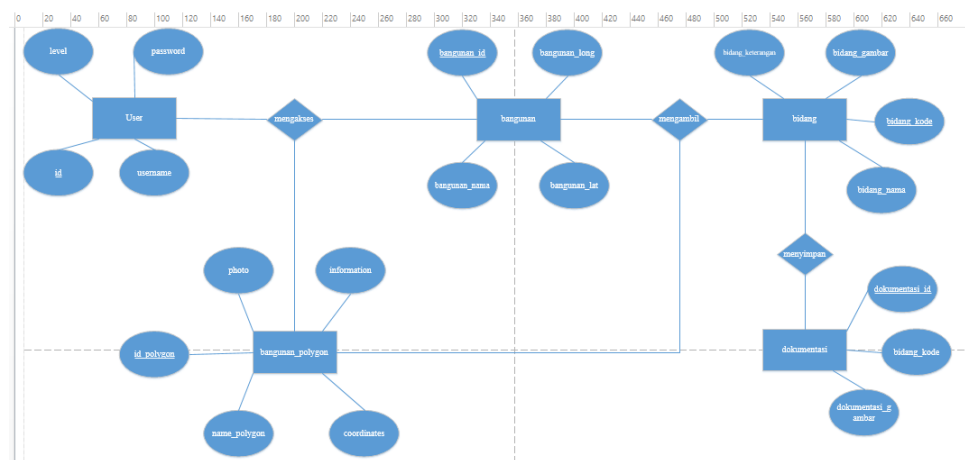 0 20 40 60 80 100 120 140 160 180 200 220 240 260 280 300 320 340 360 380 400 420 440 460 480 500 520 540 560 580 600 620 640 660
level
password
bangunan_id
bangunan_long
bidang_keterangan
bidang_gambar
User
mengakses
bangunan
mengambil
bidang
bidang_kode
id
username
bangunan_nama
bangunan_lat
bidang_nama
menyimpan
photo
information
dokumentasi_id
id_polygon
bangunan_polygon
dokumentasi
bidang_kode
name_polygon
coordinates
dokumentasi_g
ambar